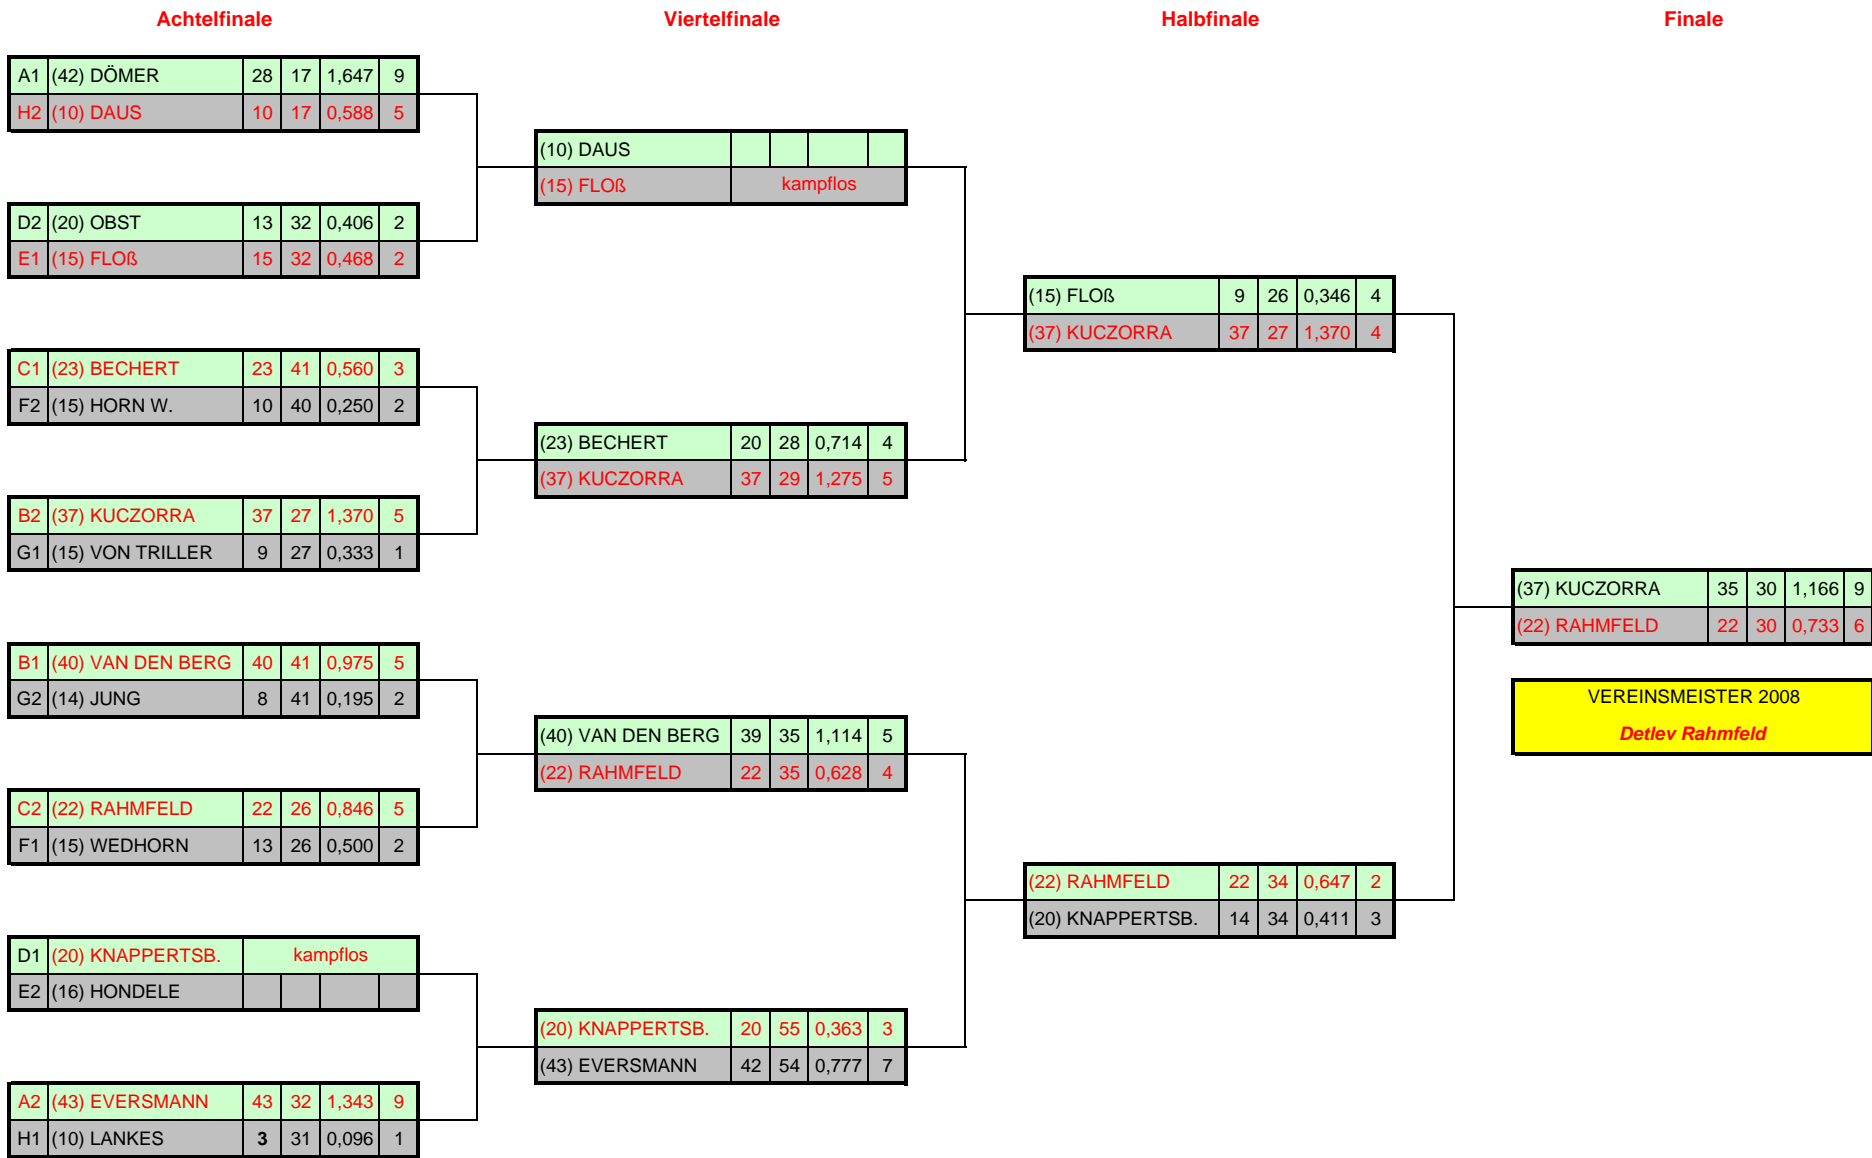 Achtelfinale Viertelfinale Halbfinale Finale
A1 (42) DÖMER 28 17 1,647 9
H2 (10) DAUS 10 17 0,588 5
D2 (20) OBST 13 32 0,406 2
E1 (15) FLOß 15 32 0,468 2
C1 (23) BECHERT 23 41 0,560 3
F2 (15) HORN W. 10 40 0,250 2
B2 (37) KUCZORRA 37 27 1,370 5
G1 (15) VON TRILLER 9 27 0,333 1
B1 (40) VAN DEN BERG 40 41 0,975 5
G2 (14) JUNG 8 41 0,195 2
C2 (22) RAHMFELD 22 26 0,846 5
F1 (15) WEDHORN 13 26 0,500 2
D1 (20) KNAPPERTSB. kampflos
E2 (16) HONDELE
A2 (43) EVERSMANN 43 32 1,343 9
H1 (10) LANKES 3 31 0,096 1
(10) DAUS
(15) FLOß kampflos
(23) BECHERT 20 28 0,714 4
(37) KUCZORRA 37 29 1,275 5
(40) VAN DEN BERG 39 35 1,114 5
(22) RAHMFELD 22 35 0,628 4
(20) KNAPPERTSB. 20 55 0,363 3
(43) EVERSMANN 42 54 0,777 7
(15) FLOß 9 26 0,346 4
(37) KUCZORRA 37 27 1,370 4
(22) RAHMFELD 22 34 0,647 2
(20) KNAPPERTSB. 14 34 0,411 3
(37) KUCZORRA 35 30 1,166 9
(22) RAHMFELD 22 30 0,733 6
VEREINSMEISTER 2008
Detlev Rahmfeld